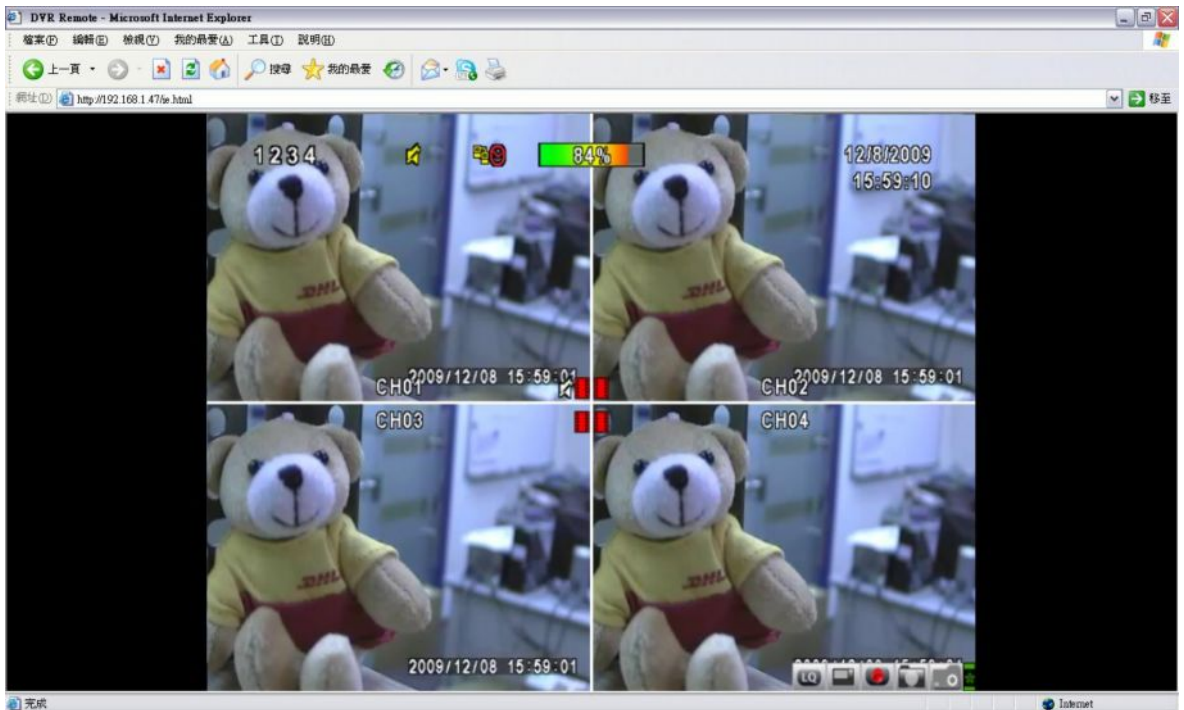 DVR Remote - Microsoft Internet Explorer
檔案(F) 編輯(E) 檢視(V) 我的最愛(A) 工具(T) 說明(H)
上一頁 搜尋 我的最愛
網址(D) http://192.168.1.47/ie.html 移至
1234 84% 12/8/2009
15:59:10
2009/12/08 15:59:01
CH01
2009/12/08 15:59:01
CH02
CH03
CH04
2009/12/08 15:59:01
LQ
完成 Internet